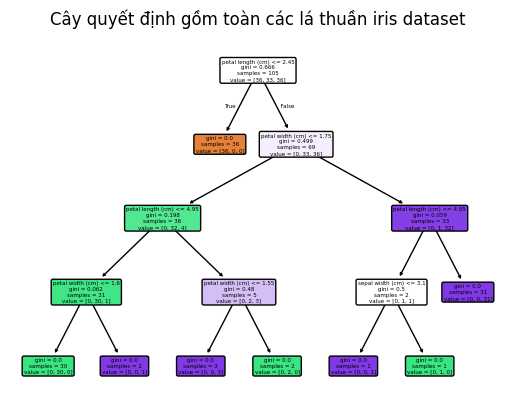 Cây quyết định gồm toàn các lá thuần iris dataset
petal length (cm) <= 2.45
gini = 0.666
samples = 105
value = [36, 33, 36]
True
False
gini = 0.0
samples = 36
value = [36, 0, 0]
petal width (cm) <= 1.75
gini = 0.499
samples = 69
value = [0, 33, 36]
petal length (cm) <= 4.95
gini = 0.198
samples = 36
value = [0, 32, 4]
petal length (cm) <= 4.85
gini = 0.059
samples = 33
value = [0, 1, 32]
petal width (cm) <= 1.6
gini = 0.062
samples = 31
value = [0, 30, 1]
petal width (cm) <= 1.55
gini = 0.48
samples = 5
value = [0, 2, 3]
sepal width (cm) <= 3.1
gini = 0.5
samples = 2
value = [0, 1, 1]
gini = 0.0
samples = 31
value = [0, 0, 31]
gini = 0.0
samples = 30
value = [0, 30, 0]
gini = 0.0
samples = 1
value = [0, 0, 1]
gini = 0.0
samples = 3
value = [0, 0, 3]
gini = 0.0
samples = 2
value = [0, 2, 0]
gini = 0.0
samples = 1
value = [0, 0, 1]
gini = 0.0
samples = 1
value = [0, 1, 0]